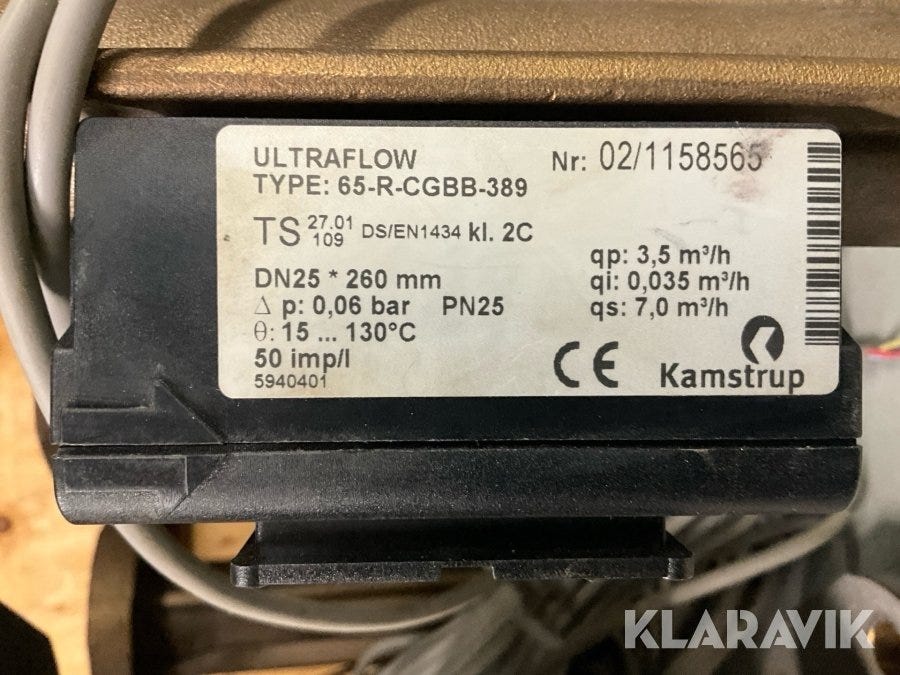 ULTRAFLOW
Nr: 02/1158565
TYPE: 65-R-CGBB-389
TS 27.01 109 DS/EN1434 kl. 2C
DN25 * 260 mm
qp: 3,5 m³/h
qi: 0,035 m³/h
Δ p: 0,06 bar PN25
qs: 7,0 m³/h
θ: 15 ... 130°C
50 imp/l
5940401
CE
Kamstrup
KLARAVIK